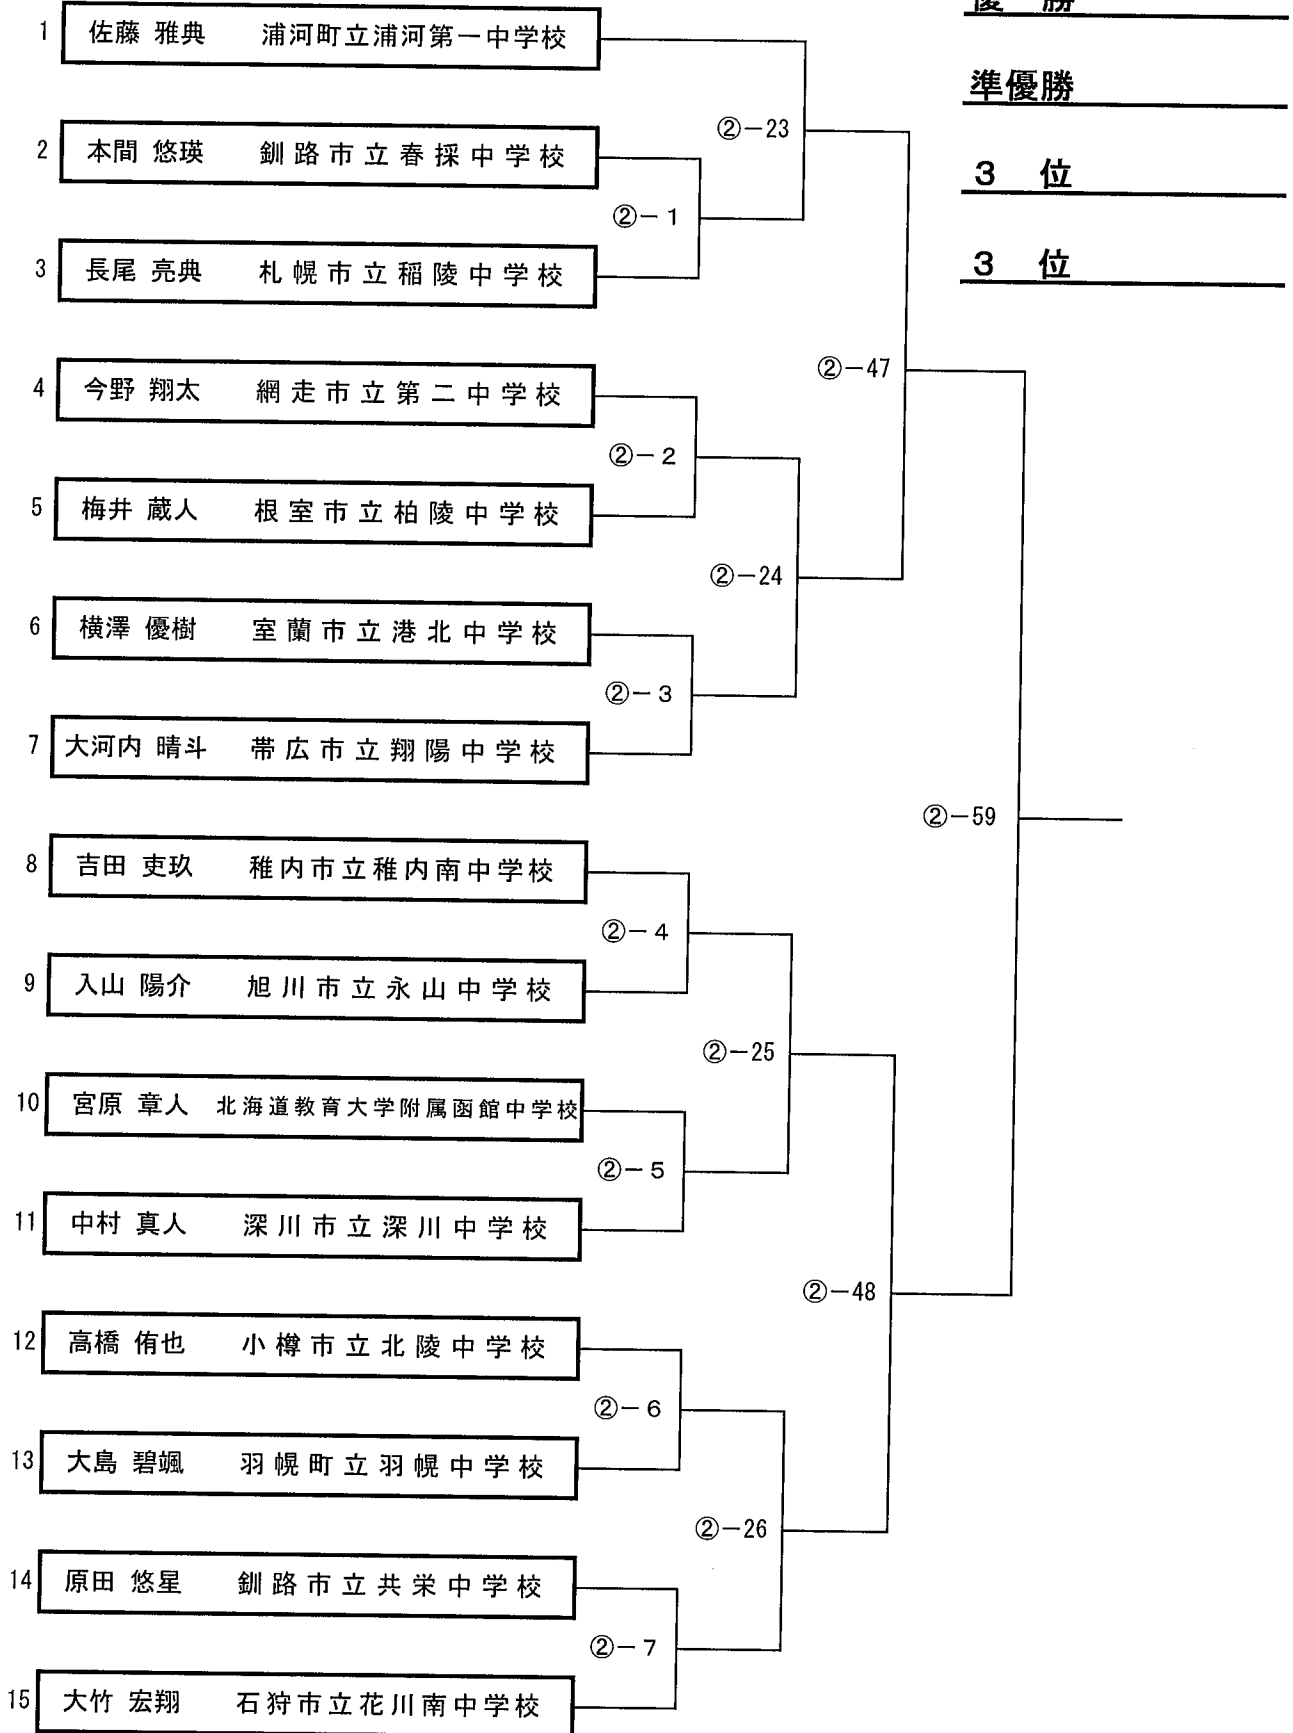 優　勝
準優勝
３　位
３　位
1 佐藤 雅典 浦河町立浦河第一中学校
②－23
2 本間 悠瑛 釧路市立春採中学校
②－1
3 長尾 亮典 札幌市立稲陵中学校
②－47
4 今野 翔太 網走市立第二中学校
②－2
5 梅井 蔵人 根室市立柏陵中学校
②－24
6 横澤 優樹 室蘭市立港北中学校
②－3
7 大河内 晴斗 帯広市立翔陽中学校
②－59
8 吉田 吏玖 稚内市立稚内南中学校
②－4
9 入山 陽介 旭川市立永山中学校
②－25
10 宮原 章人 北海道教育大学附属函館中学校
②－5
11 中村 真人 深川市立深川中学校
②－48
12 高橋 侑也 小樽市立北陵中学校
②－6
13 大島 碧颯 羽幌町立羽幌中学校
②－26
14 原田 悠星 釧路市立共栄中学校
②－7
15 大竹 宏翔 石狩市立花川南中学校